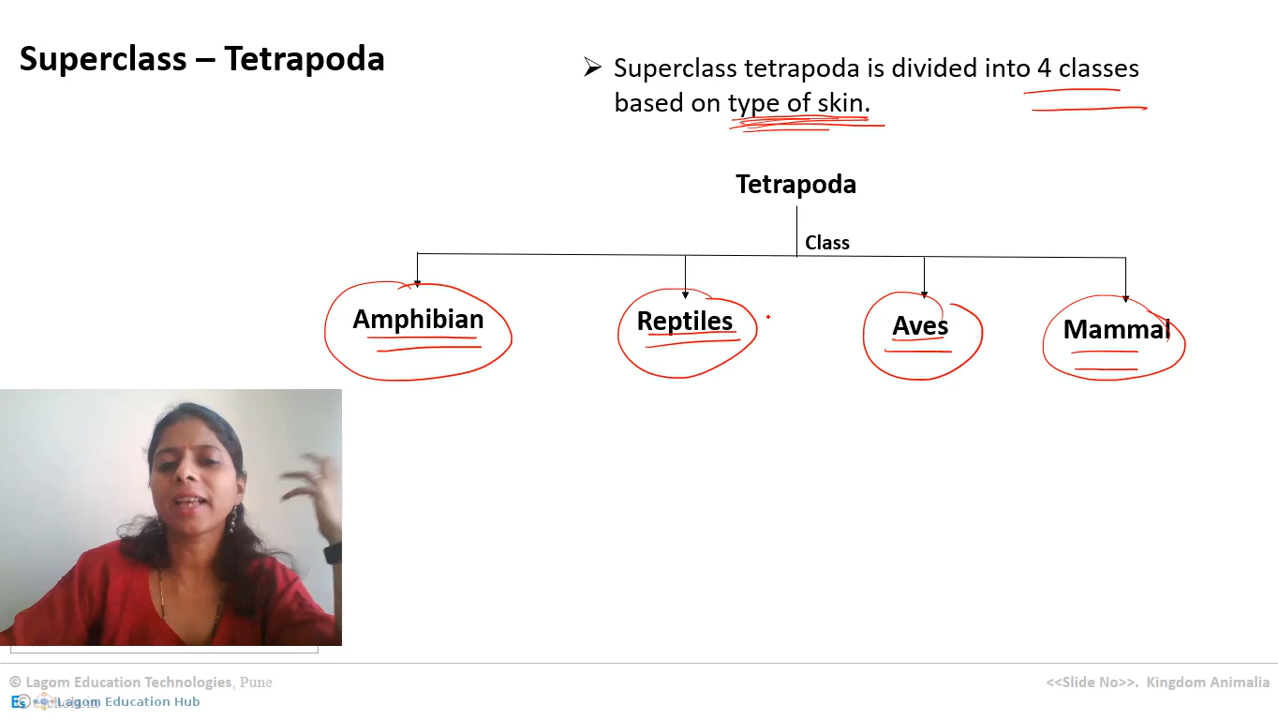 Superclass – Tetrapoda
➢ Superclass tetrapoda is divided into 4 classes
based on type of skin.
Tetrapoda
Class
Amphibian
Reptiles
Aves
Mammal
© Lagom Education Technologies, Pune
<<Slide No>>. Kingdom Animalia
Lagom Education Hub